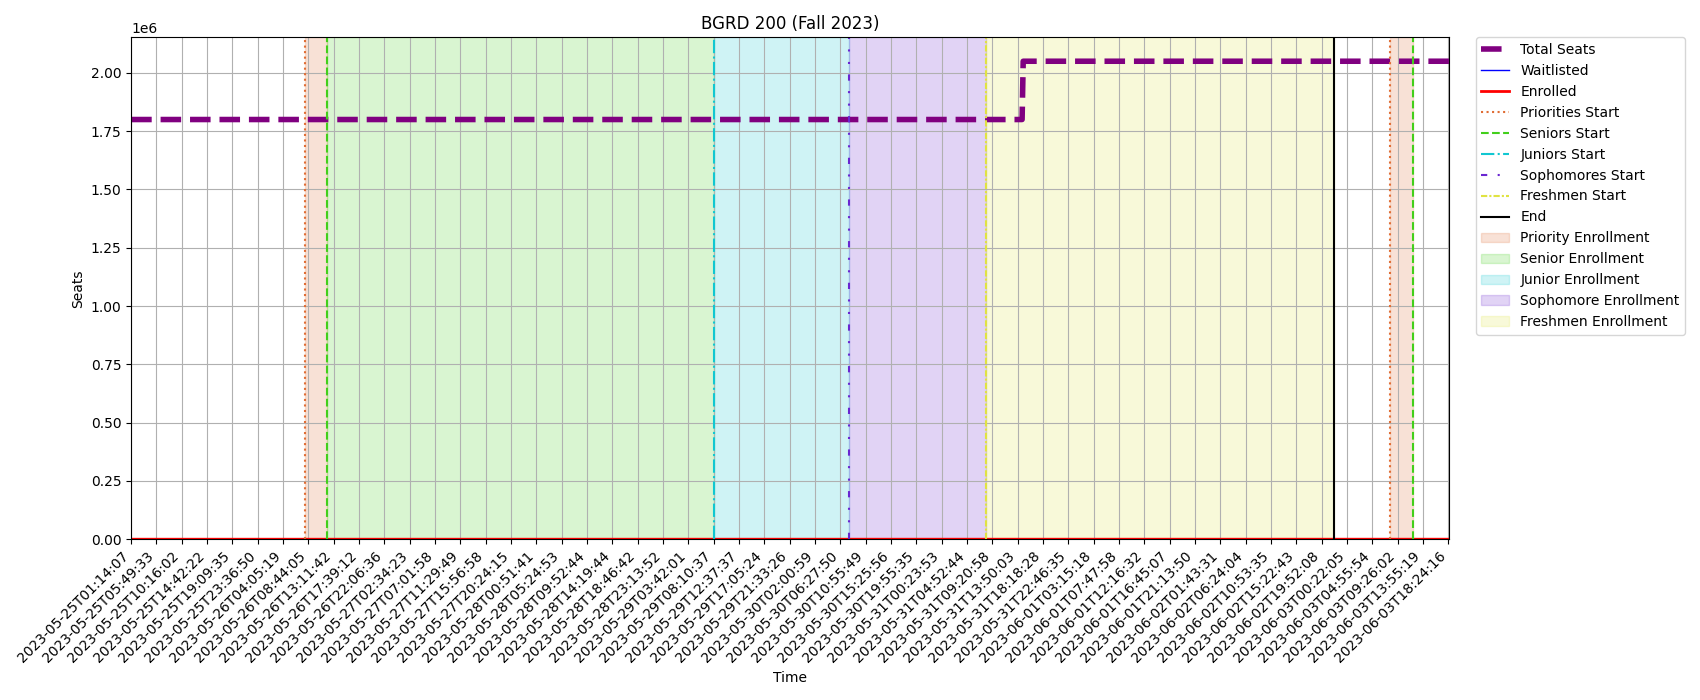 BGRD 200 (Fall 2023)
1e6
2.00
1.75
1.50
1.25
1.00
0.75
0.50
0.25
0.00
Seats
2023-05-25T01:14:07
2023-05-25T05:49:33
2023-05-25T10:16:02
2023-05-25T14:42:22
2023-05-25T19:09:35
2023-05-25T23:36:50
2023-05-26T04:05:19
2023-05-26T08:44:05
2023-05-26T13:11:42
2023-05-26T17:39:12
2023-05-26T22:06:36
2023-05-27T02:34:23
2023-05-27T07:01:58
2023-05-27T11:29:49
2023-05-27T15:56:58
2023-05-27T20:24:15
2023-05-28T00:51:41
2023-05-28T05:24:53
2023-05-28T09:52:44
2023-05-28T14:19:44
2023-05-28T18:46:42
2023-05-28T23:13:52
2023-05-29T03:42:01
2023-05-29T08:10:37
2023-05-29T12:37:37
2023-05-29T17:05:24
2023-05-29T21:33:26
2023-05-30T02:00:59
2023-05-30T06:27:50
2023-05-30T10:55:49
2023-05-30T15:25:56
2023-05-30T19:55:35
2023-05-31T00:23:53
2023-05-31T04:52:44
2023-05-31T09:20:58
2023-05-31T13:50:03
2023-05-31T18:18:28
2023-05-31T22:46:35
2023-06-01T03:15:18
2023-06-01T07:47:58
2023-06-01T12:16:32
2023-06-01T16:45:07
2023-06-01T21:13:50
2023-06-02T01:43:31
2023-06-02T06:24:04
2023-06-02T10:53:35
2023-06-02T15:22:43
2023-06-02T19:52:08
2023-06-03T00:22:05
2023-06-03T04:55:54
2023-06-03T09:26:02
2023-06-03T13:55:19
2023-06-03T18:24:16
Time
Total Seats
Waitlisted
Enrolled
Priorities Start
Seniors Start
Juniors Start
Sophomores Start
Freshmen Start
End
Priority Enrollment
Senior Enrollment
Junior Enrollment
Sophomore Enrollment
Freshmen Enrollment